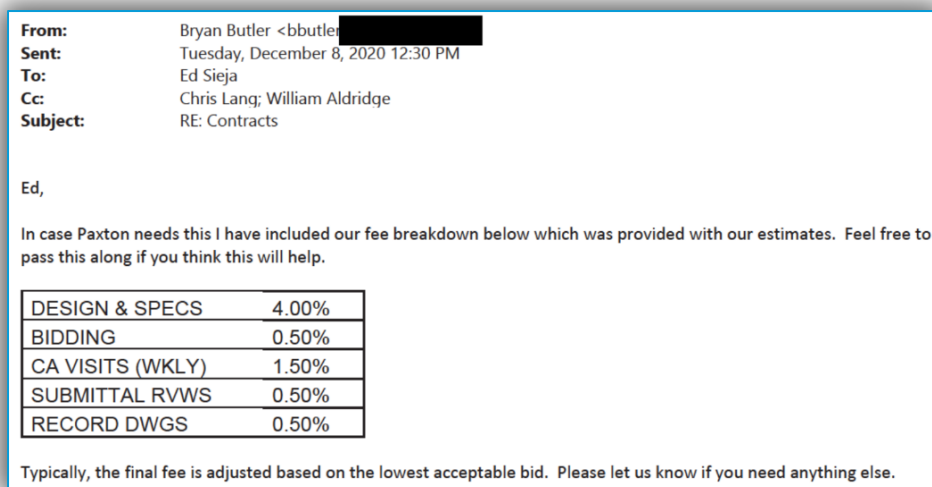 From: Bryan Butler <bbutler
Sent: Tuesday, December 8, 2020 12:30 PM
To: Ed Sieja
Cc: Chris Lang; William Aldridge
Subject: RE: Contracts
Ed,
In case Paxton needs this I have included our fee breakdown below which was provided with our estimates. Feel free to
pass this along if you think this will help.
DESIGN & SPECS 4.00%
BIDDING 0.50%
CA VISITS (WKLY) 1.50%
SUBMITTAL RVWS 0.50%
RECORD DWGS 0.50%
Typically, the final fee is adjusted based on the lowest acceptable bid. Please let us know if you need anything else.